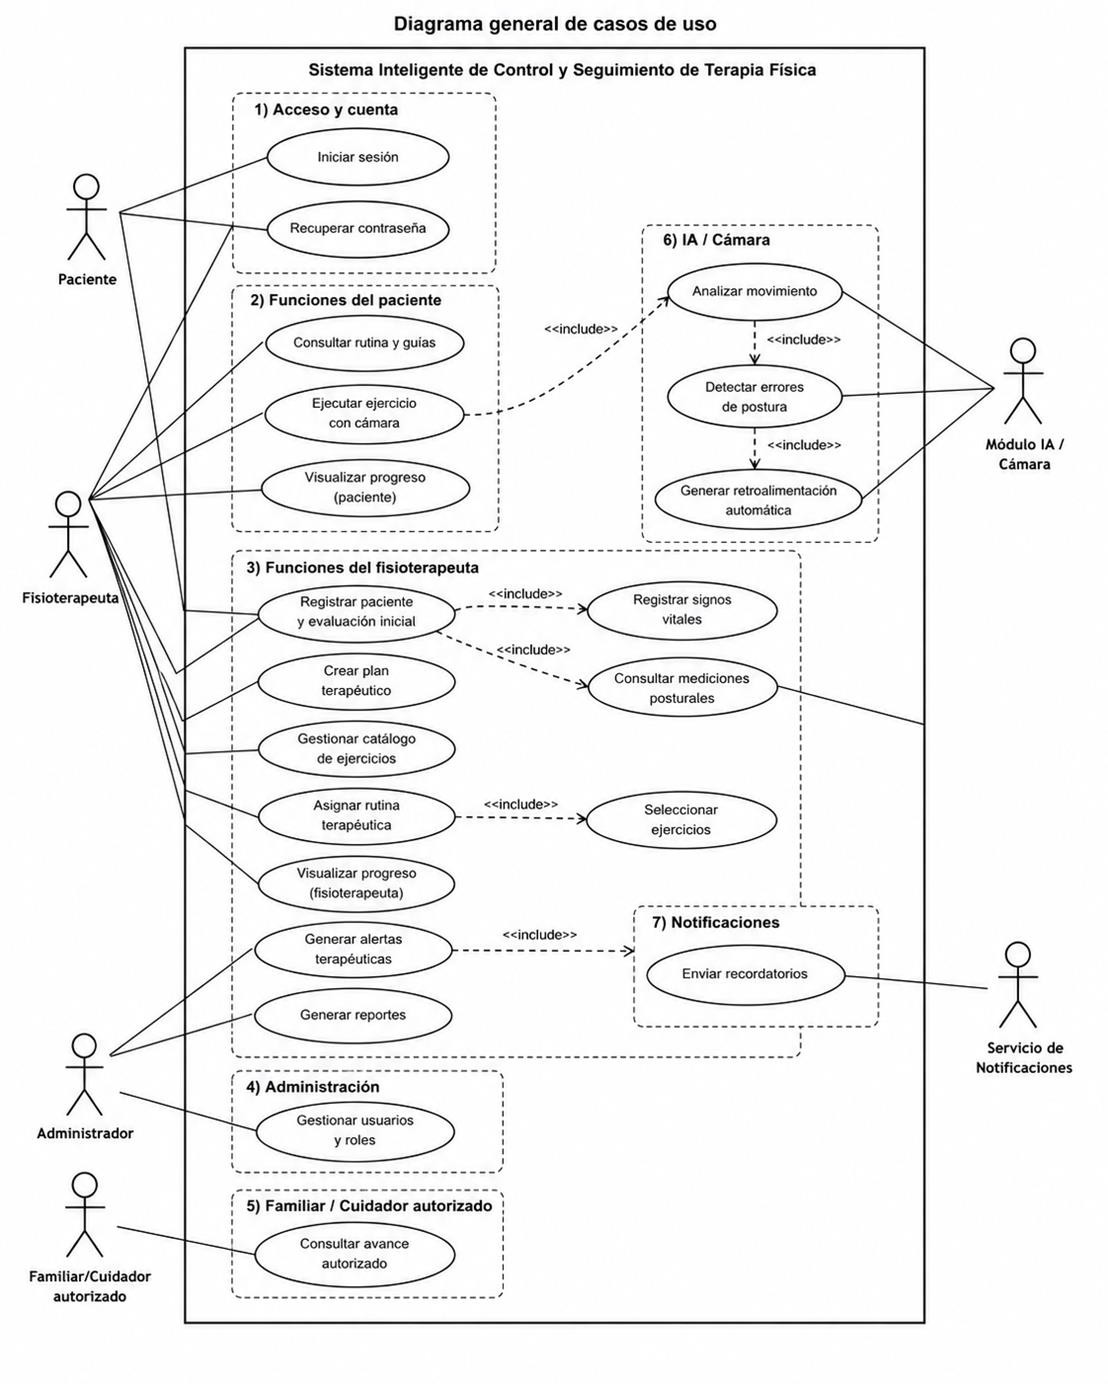 Diagrama general de casos de uso
Sistema Inteligente de Control y Seguimiento de Terapia Física
1) Acceso y cuenta
Iniciar sesión
Recuperar contraseña
Paciente
2) Funciones del paciente
Consultar rutina y guías
Ejecutar ejercicio
con cámara
Visualizar progreso
(paciente)
<<include>>
6) IA / Cámara
Analizar movimiento
<<include>>
Detectar errores
de postura
<<include>>
Generar retroalimentación
automática
Módulo IA /
Cámara
Fisioterapeuta
3) Funciones del fisioterapeuta
Registrar paciente
y evaluación inicial
<<include>>
Registrar signos
vitales
<<include>>
Consultar mediciones
posturales
Crear plan
terapéutico
Gestionar catálogo
de ejercicios
Asignar rutina
terapéutica
<<include>>
Seleccionar
ejercicios
Visualizar progreso
(fisioterapeuta)
Generar alertas
terapéuticas
<<include>>
7) Notificaciones
Enviar recordatorios
Servicio de
Notificaciones
Generar reportes
Administrador
4) Administración
Gestionar usuarios
y roles
5) Familiar / Cuidador autorizado
Consultar avance
autorizado
Familiar/Cuidador
autorizado